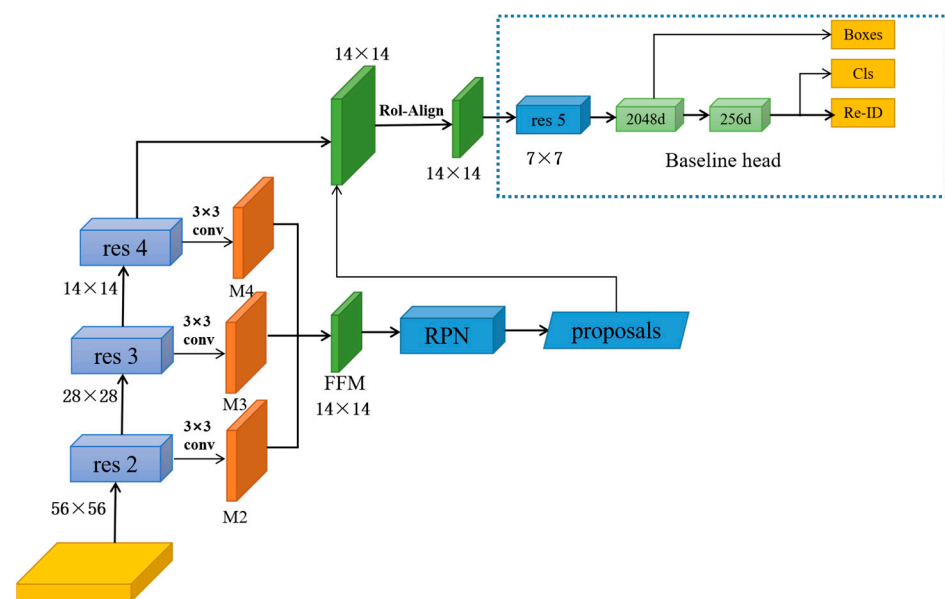 14×14
Rol-Align
14×14
res 5
7×7
2048d
256d
Boxes
Cls
Re-ID
Baseline head
res 4
3×3
conv
M4
14×14
res 3
3×3
conv
M3
28×28
res 2
3×3
conv
M2
56×56
FFM
14×14
RPN
proposals